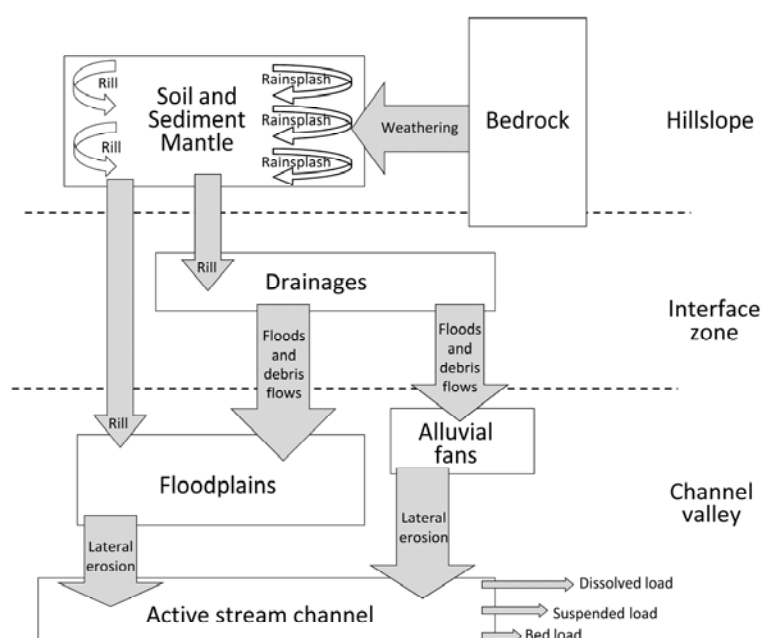 Rill
Rill
Soil and
Sediment
Mantle
Rainsplash
Rainsplash
Rainsplash
Weathering
Bedrock
Hillslope
Rill
Drainages
Interface
zone
Floods
and
debris
flows
Floods
and
debris
flows
Rill
Alluvial
fans
Floodplains
Channel
valley
Lateral
erosion
Lateral
erosion
Active stream channel
Dissolved load
Suspended load
Bed load